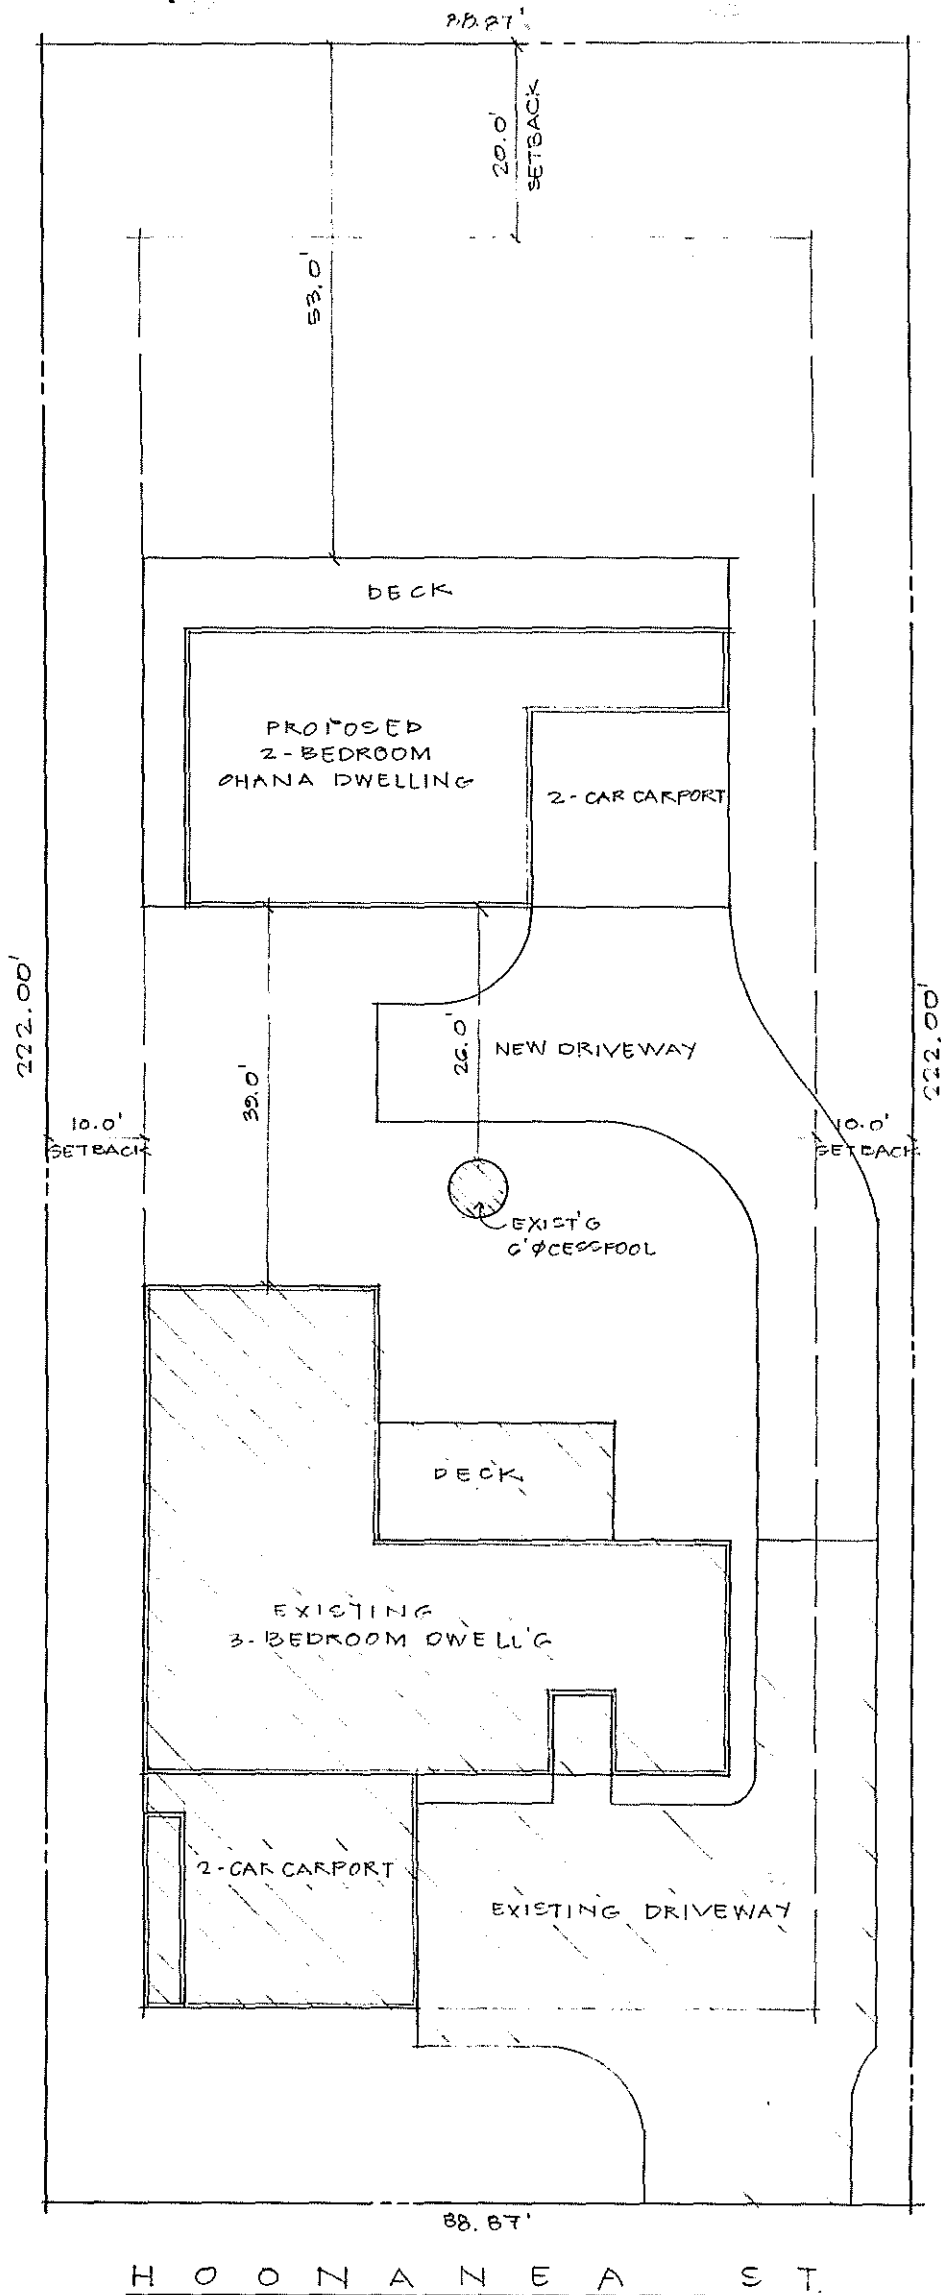 88.87'
20.0'
SETBACK
53.0'
DECK
PROPOSED
2-BEDROOM
OHANA DWELLING
2-CAR CARPORT
222.00'
222.00'
39.0'
26.0'
NEW DRIVEWAY
10.0'
SETBACK
10.0'
SETBACK
EXIST'G
CESSPOOL
DECK
EXISTING
3-BEDROOM DWELL'G
2-CAR CARPORT
EXISTING DRIVEWAY
88.87'
HOONANEA ST.